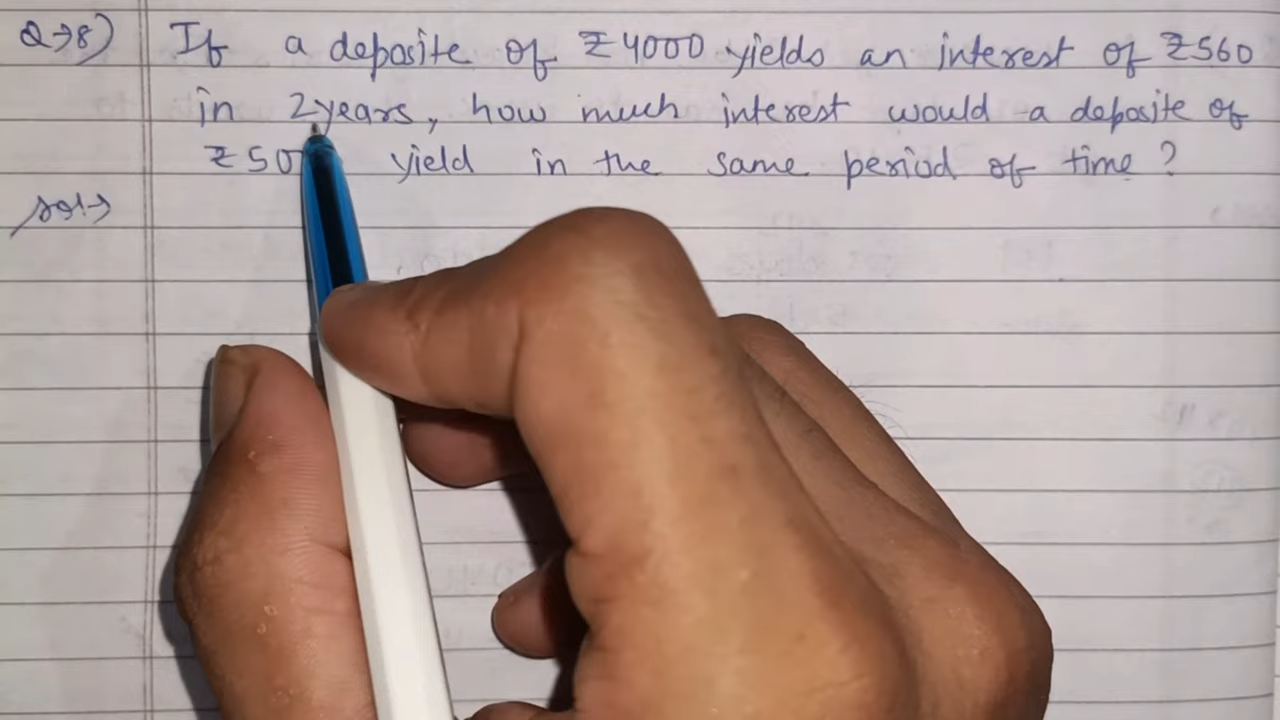 Q→8) If a deposite of ₹4000 yields an interest of ₹560
in 2years, how much interest would a deposite of
yield in the same period of time ?
Sol→